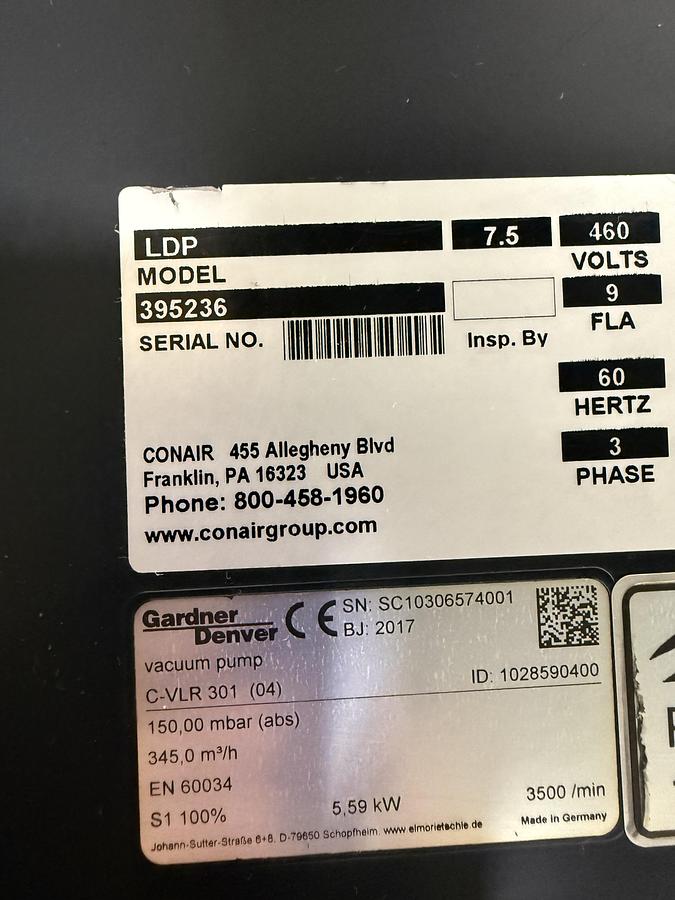 LDP 7.5 460
MODEL VOLTS
395236 9
SERIAL NO. Insp. By FLA
60
HERTZ
3
PHASE
CONAIR 455 Allegheny Blvd
Franklin, PA 16323 USA
Phone: 800-458-1960
www.conairgroup.com
Gardner
Denver
CE SN: SC10306574001
BJ: 2017
vacuum pump
C-VLR 301 (04) ID: 1028590400
150,00 mbar (abs)
345,0 m³/h
EN 60034
S1 100% 5,59 kW 3500 /min
Johann-Sutter-Straße 6+8. D-79650 Schopfheim. www.elmorietschle.de Made in Germany